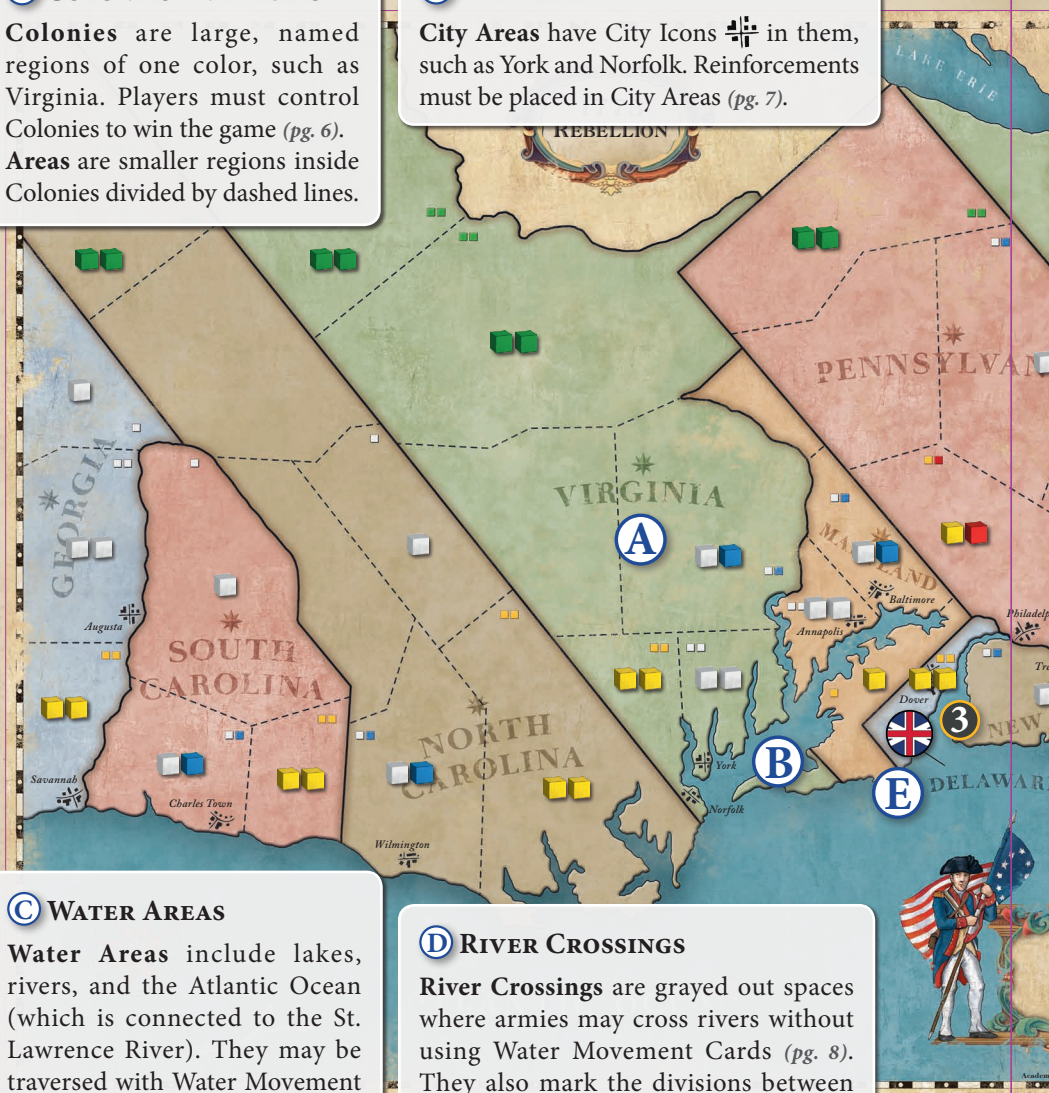 Colonies are large, named
regions of one color, such as
Virginia. Players must control
Colonies to win the game (pg. 6).
Areas are smaller regions inside
Colonies divided by dashed lines.
City Areas have City Icons in them,
such as York and Norfolk. Reinforcements
must be placed in City Areas (pg. 7).
REBELLION
LAKE ERIE
PENNSYLVAN
GEORGIA
VIRGINIA
A
MARYLAND
Baltimore
Annapolis
Augusta
SOUTH
CAROLINA
Philadelp
Dover
3
NEW
NORTH
CAROLINA
York
B
E
DELAWARE
Norfolk
Savannah
Charles Town
Wilmington
C WATER AREAS
Water Areas include lakes,
rivers, and the Atlantic Ocean
(which is connected to the St.
Lawrence River). They may be
traversed with Water Movement
D RIVER CROSSINGS
River Crossings are grayed out spaces
where armies may cross rivers without
using Water Movement Cards (pg. 8).
They also mark the divisions between